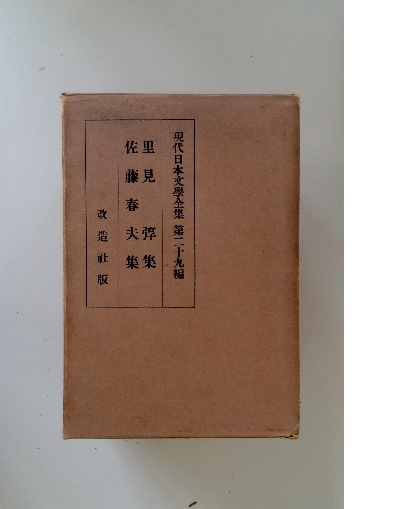 現代日本文學全集 第二十九編
里見弴集
佐藤春夫集
改造社版